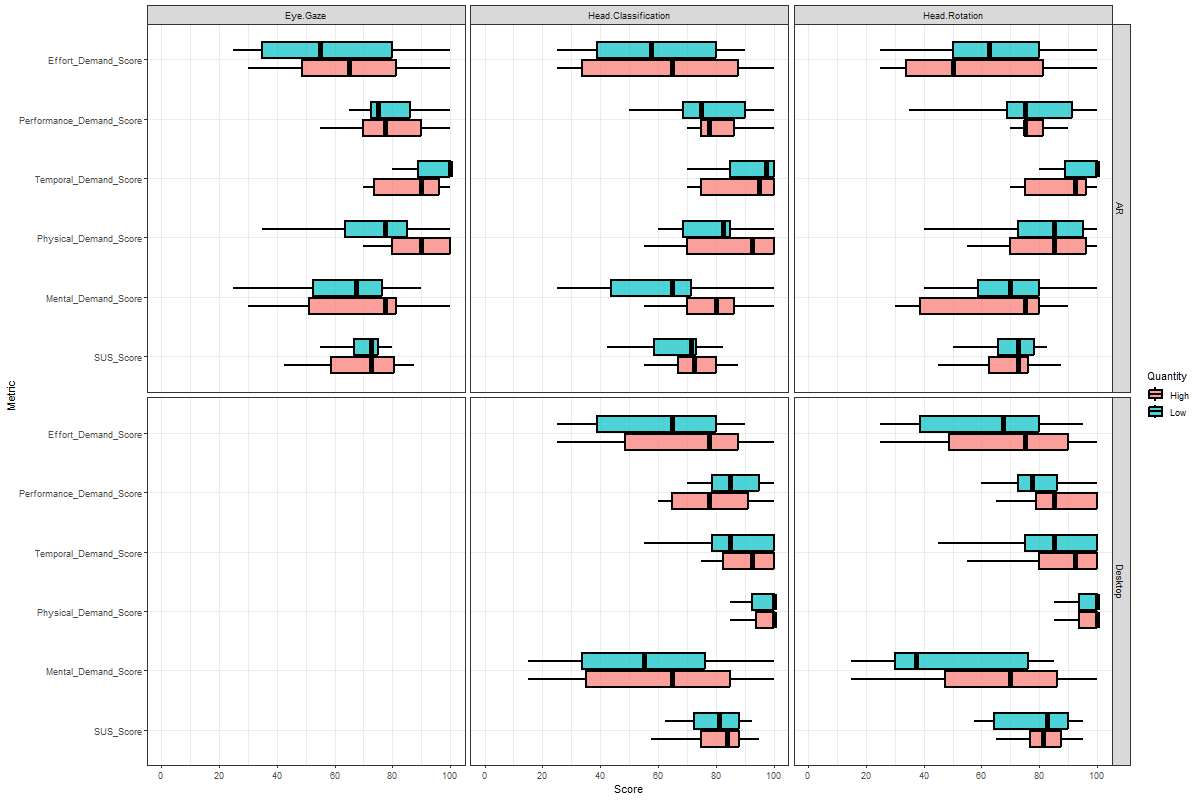 Eye.Gaze Head.Classification Head.Rotation
Effort_Demand_Score
Performance_Demand_Score
Temporal_Demand_Score
Physical_Demand_Score
Mental_Demand_Score
SUS_Score
AR
Metric
Quantity
High
Low
Effort_Demand_Score
Performance_Demand_Score
Temporal_Demand_Score
Physical_Demand_Score
Mental_Demand_Score
SUS_Score
Desktop
0 20 40 60 80 100 0 20 40 60 80 100 0 20 40 60 80 100
Score